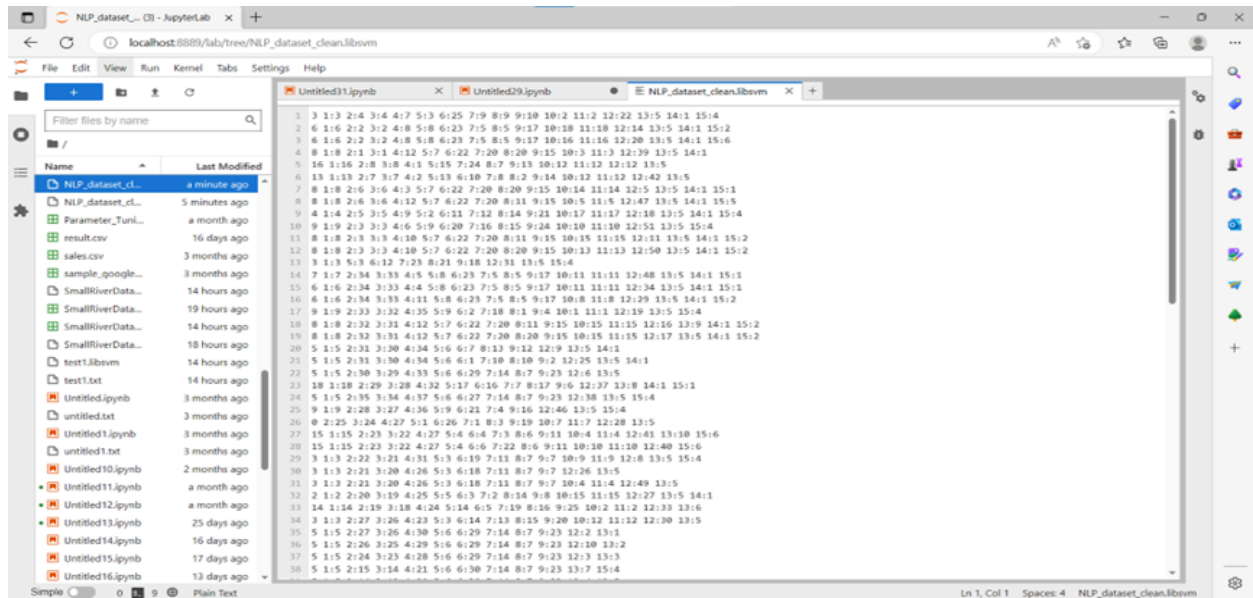 NLP_dataset_... (3) - JupyterLab
localhost:8889/lab/tree/NLP_dataset_clean.libsvm
File Edit View Run Kernel Tabs Settings Help
Untitled31.ipynb
Untitled29.ipynb
NLP_dataset_clean.libsvm
Filter files by name
/
Name Last Modified
NLP_dataset_cl... a minute ago
NLP_dataset_cl... 5 minutes ago
Parameter_Tuni... a month ago
result.csv 16 days ago
sales.csv 3 months ago
sample_google... 3 months ago
SmallRiverData... 14 hours ago
SmallRiverData... 19 hours ago
SmallRiverData... 14 hours ago
SmallRiverData... 18 hours ago
test1.libsvm 14 hours ago
test1.txt 14 hours ago
Untitled.ipynb 3 months ago
untitled.txt 3 months ago
Untitled1.ipynb 3 months ago
untitled1.txt 3 months ago
Untitled10.ipynb 2 months ago
Untitled11.ipynb a month ago
Untitled12.ipynb a month ago
Untitled13.ipynb 25 days ago
Untitled14.ipynb 16 days ago
Untitled15.ipynb 17 days ago
Untitled16.ipynb 13 days ago
1 3 1:3 2:4 3:4 4:7 5:3 6:25 7:9 8:9 9:10 10:2 11:2 12:22 13:5 14:1 15:4
2 6 1:6 2:2 3:2 4:8 5:8 6:23 7:5 8:5 9:17 10:18 11:18 12:14 13:5 14:1 15:2
3 6 1:6 2:2 3:2 4:8 5:8 6:23 7:5 8:5 9:17 10:16 11:16 12:20 13:5 14:1 15:6
4 8 1:8 2:1 3:1 4:12 5:7 6:22 7:20 8:20 9:15 10:3 11:3 12:39 13:5 14:1
5 16 1:16 2:8 3:8 4:1 5:15 7:24 8:7 9:13 10:12 11:12 12:12 13:5
6 13 1:13 2:7 3:7 4:2 5:13 6:10 7:8 8:2 9:14 10:12 11:12 12:42 13:5
7 8 1:8 2:6 3:6 4:3 5:7 6:22 7:20 8:20 9:15 10:14 11:14 12:5 13:5 14:1 15:1
8 8 1:8 2:6 3:6 4:12 5:7 6:22 7:20 8:11 9:15 10:5 11:5 12:47 13:5 14:1 15:5
9 4 1:4 2:5 3:5 4:9 5:2 6:11 7:12 8:14 9:21 10:17 11:17 12:18 13:5 15:4
10 9 1:9 2:3 3:3 4:6 5:9 6:20 7:16 8:15 9:24 10:10 11:10 12:51 13:5 15:4
11 8 1:8 2:3 3:3 4:10 5:7 6:22 7:20 8:11 9:15 10:15 11:15 12:11 13:5 14:1 15:2
12 8 1:8 2:3 3:3 4:10 5:7 6:22 7:20 8:20 9:15 10:13 11:13 12:50 13:5 14:1 15:2
13 3 1:3 5:3 6:12 7:23 8:21 9:18 12:31 13:5 15:4
14 7 1:7 2:34 3:33 4:5 5:8 6:23 7:5 8:5 9:17 10:11 11:11 12:48 13:5 14:1 15:1
15 6 1:6 2:34 3:33 4:4 5:8 6:23 7:5 8:5 9:17 10:11 11:11 12:34 13:5 14:1 15:1
16 6 1:6 2:34 3:33 4:11 5:8 6:23 7:5 8:5 9:17 10:8 11:8 12:29 13:5 14:1 15:2
17 9 1:9 2:33 3:32 4:35 5:9 6:2 7:18 8:1 9:4 10:1 11:1 12:19 13:5 15:4
18 8 1:8 2:32 3:31 4:12 5:7 6:22 7:20 8:11 9:15 10:15 11:15 12:16 13:9 14:1 15:2
19 8 1:8 2:32 3:31 4:12 5:7 6:22 7:20 8:20 9:15 10:15 11:15 12:17 13:5 14:1 15:2
20 5 1:5 2:31 3:30 4:34 5:6 6:7 8:13 9:12 12:9 13:5 14:1
21 5 1:5 2:31 3:30 4:34 5:6 6:1 7:10 8:10 9:2 12:25 13:5 14:1
22 5 1:5 2:30 3:29 4:33 5:6 6:29 7:14 8:7 9:23 12:6 13:5
23 18 1:18 2:29 3:28 4:32 5:17 6:16 7:7 8:17 9:6 12:37 13:8 14:1 15:1
24 5 1:5 2:35 3:34 4:37 5:6 6:27 7:14 8:7 9:23 12:38 13:5 15:4
25 9 1:9 2:28 3:27 4:36 5:9 6:21 7:4 9:16 12:46 13:5 15:4
26 0 2:25 3:24 4:27 5:1 6:26 7:1 8:3 9:19 10:7 11:7 12:28 13:5
27 15 1:15 2:23 3:22 4:27 5:4 6:4 7:3 8:6 9:11 10:4 11:4 12:41 13:10 15:6
28 15 1:15 2:23 3:22 4:27 5:4 6:6 7:22 8:6 9:11 10:10 11:10 12:40 15:6
29 3 1:3 2:22 3:21 4:31 5:3 6:19 7:11 8:7 9:7 10:9 11:9 12:8 13:5 15:4
30 3 1:3 2:21 3:20 4:26 5:3 6:18 7:11 8:7 9:7 12:26 13:5
31 3 1:3 2:21 3:20 4:26 5:3 6:18 7:11 8:7 9:7 10:4 11:4 12:49 13:5
32 2 1:2 2:20 3:19 4:25 5:5 6:3 7:2 8:14 9:8 10:15 11:15 12:27 13:5 14:1
33 14 1:14 2:19 3:18 4:24 5:14 6:5 7:19 8:16 9:25 10:2 11:2 12:33 13:6
34 3 1:3 2:27 3:26 4:23 5:3 6:14 7:13 8:15 9:20 10:12 11:12 12:30 13:5
35 5 1:5 2:27 3:26 4:30 5:6 6:29 7:14 8:7 9:23 12:2 13:1
36 5 1:5 2:26 3:25 4:29 5:6 6:29 7:14 8:7 9:23 12:10 13:2
37 5 1:5 2:24 3:23 4:28 5:6 6:29 7:14 8:7 9:23 12:3 13:3
38 5 1:5 2:15 3:14 4:21 5:6 6:30 7:14 8:7 9:23 13:7 15:4
Simple 0 9 Plain Text
Ln 1, Col 1 Spaces: 4 NLP_dataset_clean.libsvm